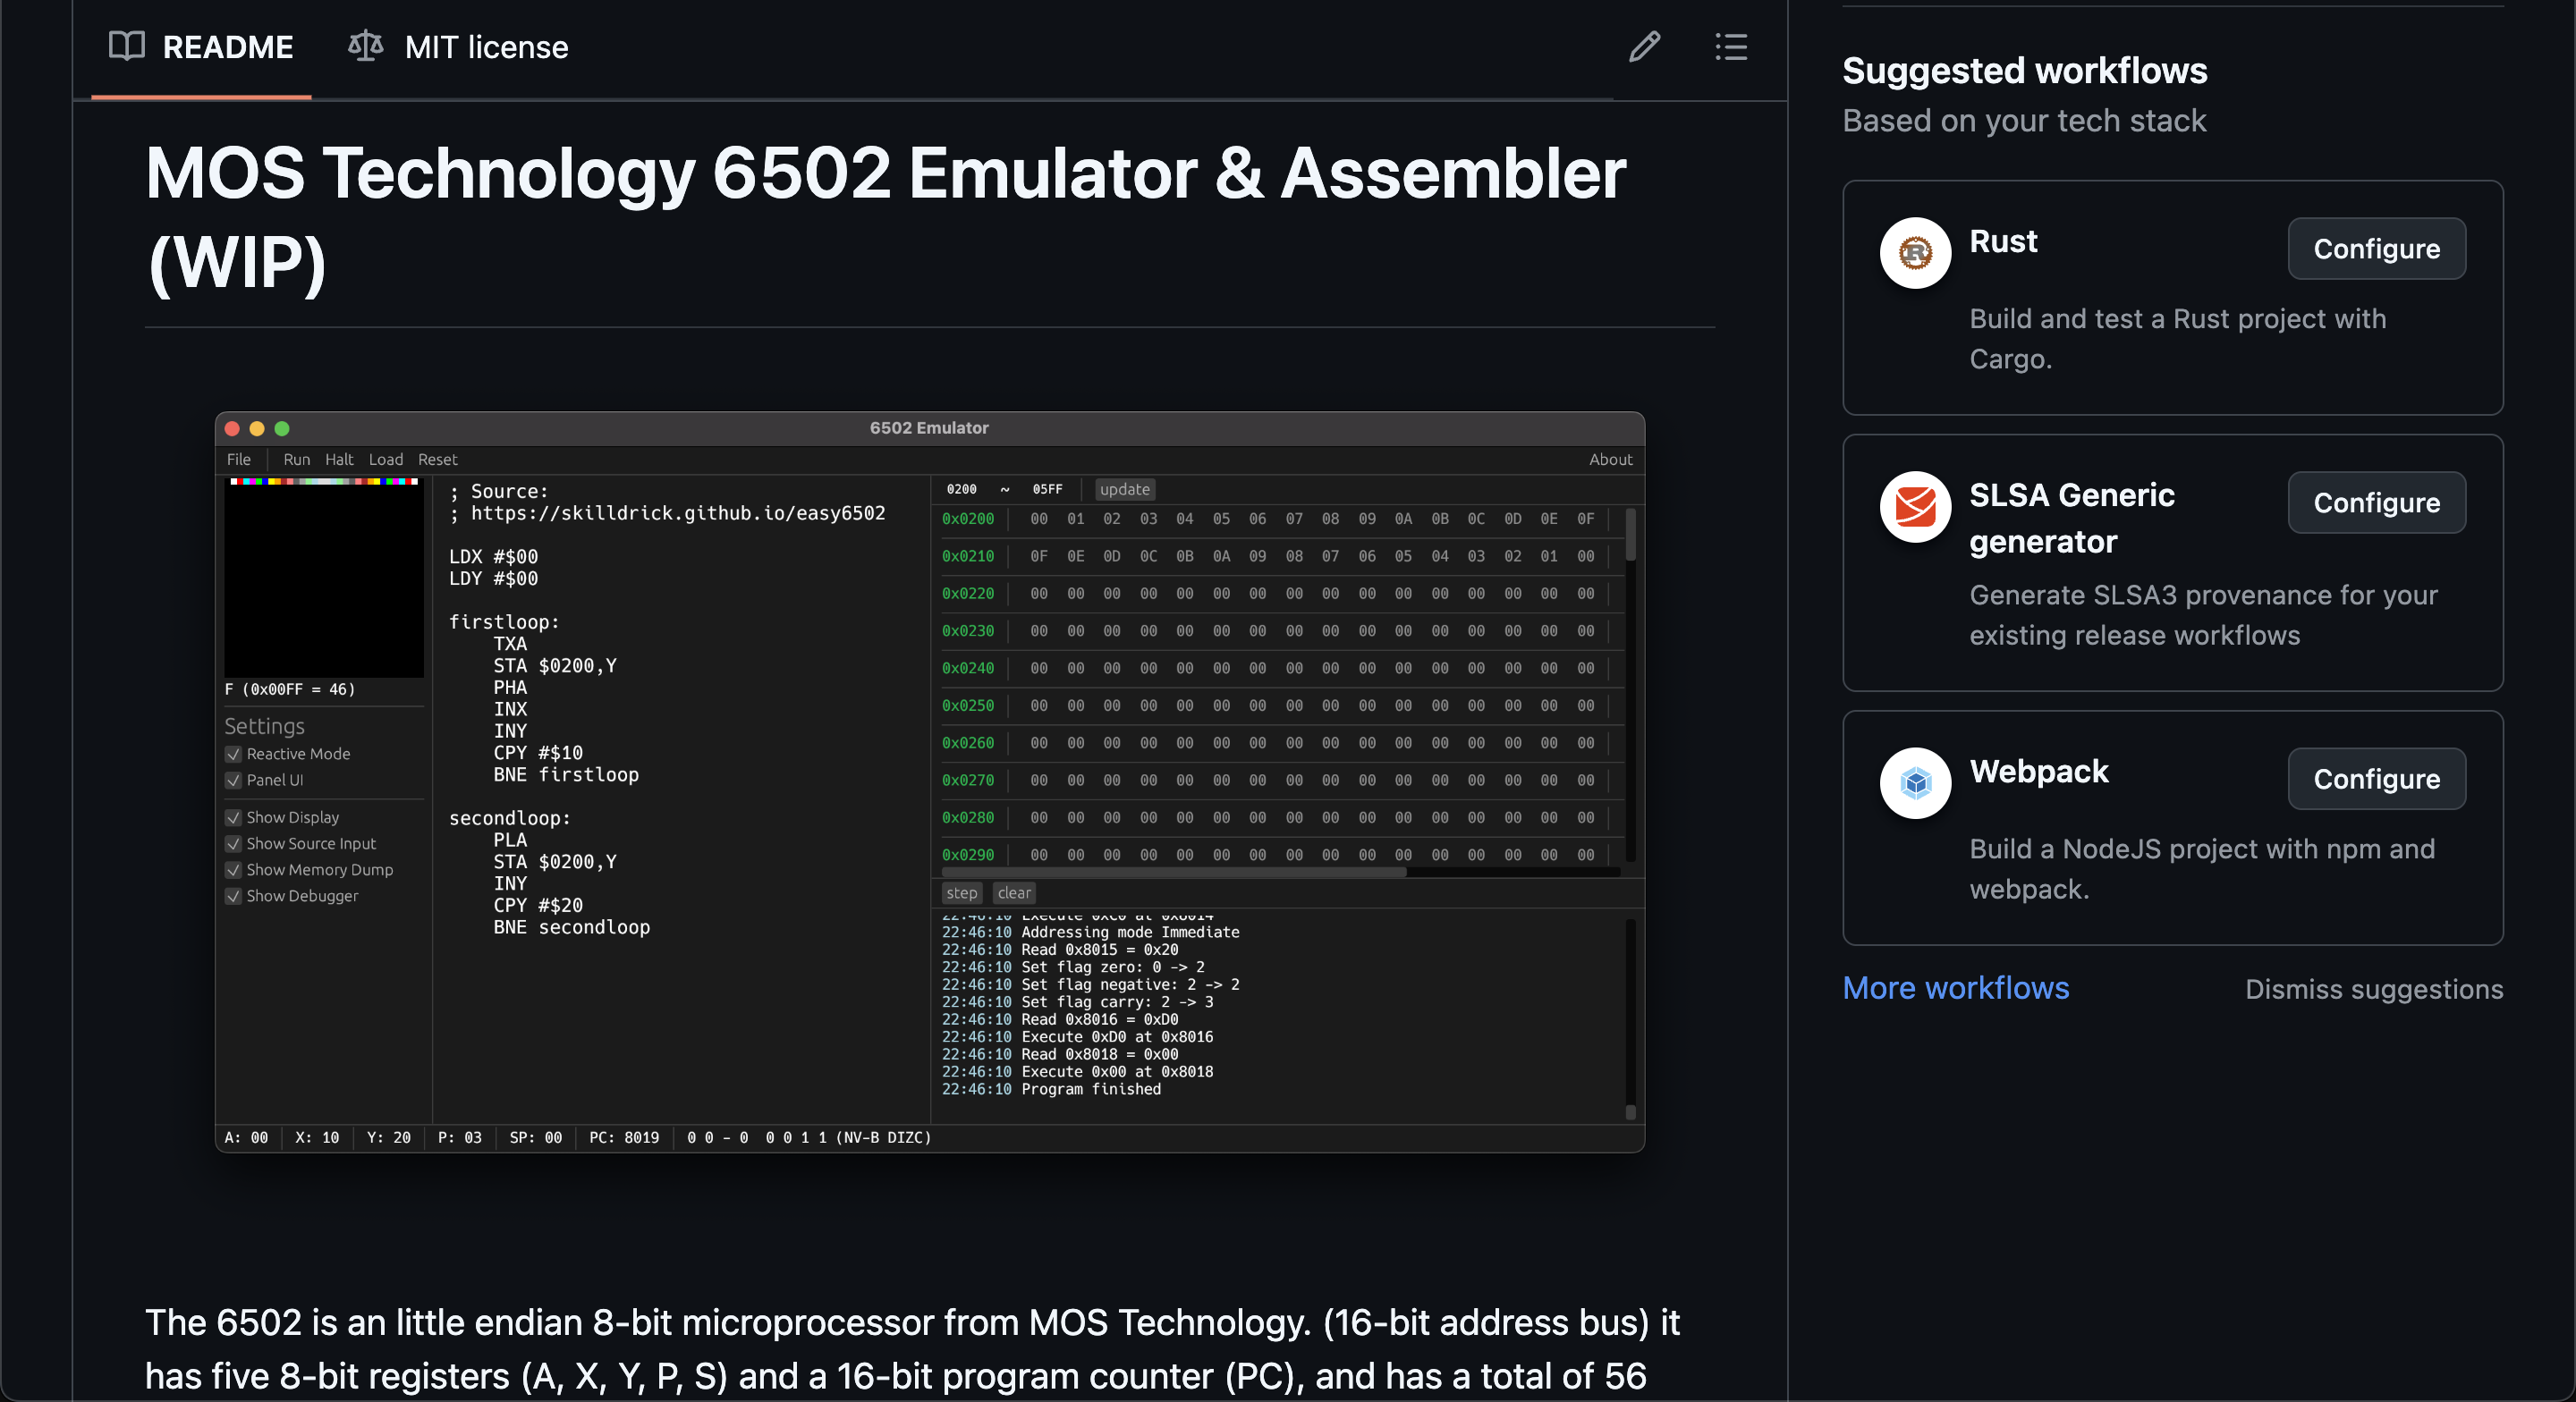 README
MIT license
MOS Technology 6502 Emulator & Assembler
(WIP)
6502 Emulator
File Run Halt Load Reset About
F (0x00FF = 46)
Settings
Reactive Mode
Panel UI
Show Display
Show Source Input
Show Memory Dump
Show Debugger
; Source:
; https://skilldrick.github.io/easy6502
LDX #$00
LDY #$00
firstloop:
TXA
STA $0200,Y
PHA
INX
INY
CPY #$10
BNE firstloop
secondloop:
PLA
STA $0200,Y
INY
CPY #$20
BNE secondloop
0200 ~ 05FF update
0x0200 00 01 02 03 04 05 06 07 08 09 0A 0B 0C 0D 0E 0F
0x0210 0F 0E 0D 0C 0B 0A 09 08 07 06 05 04 03 02 01 00
0x0220 00 00 00 00 00 00 00 00 00 00 00 00 00 00 00 00
0x0230 00 00 00 00 00 00 00 00 00 00 00 00 00 00 00 00
0x0240 00 00 00 00 00 00 00 00 00 00 00 00 00 00 00 00
0x0250 00 00 00 00 00 00 00 00 00 00 00 00 00 00 00 00
0x0260 00 00 00 00 00 00 00 00 00 00 00 00 00 00 00 00
0x0270 00 00 00 00 00 00 00 00 00 00 00 00 00 00 00 00
0x0280 00 00 00 00 00 00 00 00 00 00 00 00 00 00 00 00
0x0290 00 00 00 00 00 00 00 00 00 00 00 00 00 00 00 00
step clear
22:46:10 Execute 0xC0 at 0x8014
22:46:10 Addressing mode Immediate
22:46:10 Read 0x8015 = 0x20
22:46:10 Set flag zero: 0 -> 2
22:46:10 Set flag negative: 2 -> 2
22:46:10 Set flag carry: 2 -> 3
22:46:10 Read 0x8016 = 0xD0
22:46:10 Execute 0xD0 at 0x8016
22:46:10 Read 0x8018 = 0x00
22:46:10 Execute 0x00 at 0x8018
22:46:10 Program finished
A: 00 X: 10 Y: 20 P: 03 SP: 00 PC: 8019 0 0 - 0 0 0 1 1 (NV-B DIZC)
The 6502 is an little endian 8-bit microprocessor from MOS Technology. (16-bit address bus) it
has five 8-bit registers (A, X, Y, P, S) and a 16-bit program counter (PC), and has a total of 56
Suggested workflows
Based on your tech stack
Rust
Configure
Build and test a Rust project with
Cargo.
SLSA Generic
generator
Configure
Generate SLSA3 provenance for your
existing release workflows
Webpack
Configure
Build a NodeJS project with npm and
webpack.
More workflows
Dismiss suggestions